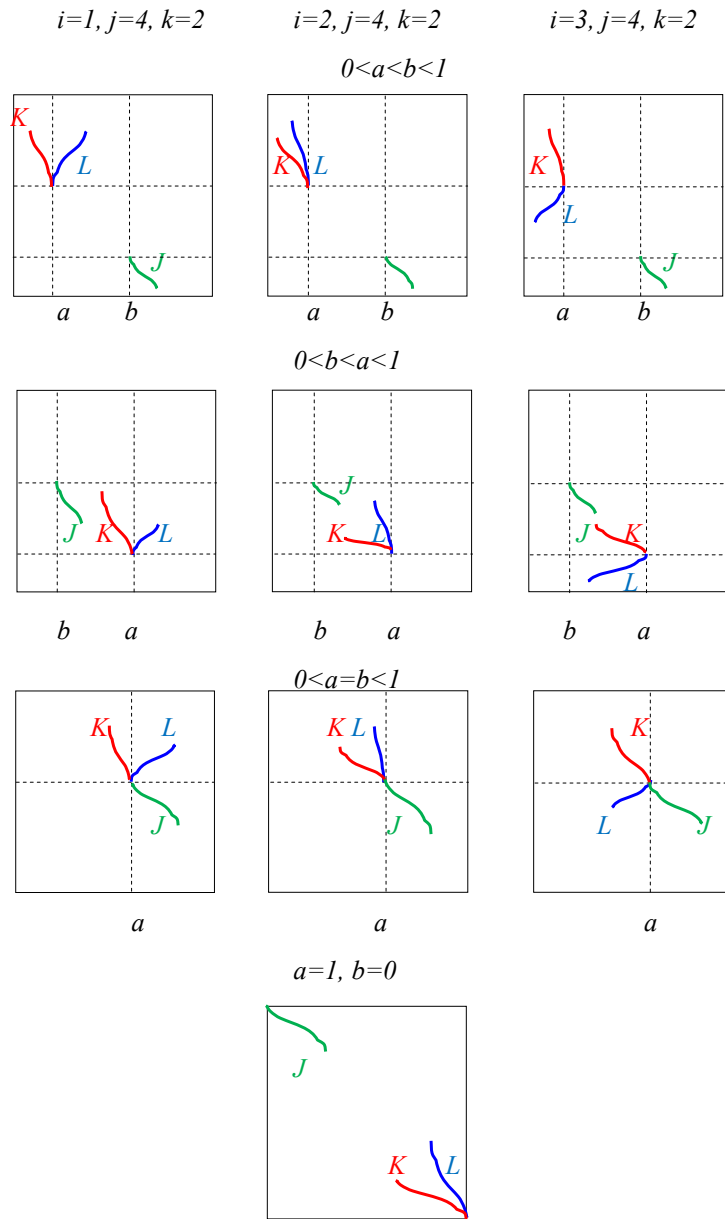 i=1, j=4, k=2 i=2, j=4, k=2 i=3, j=4, k=2
0<a<b<1
K L J K L J K L J
a b a b a b
0<b<a<1
J K L J K L J K L
b a b a b a
0<a=b<1
K L J K L J K L J
a a a
a=1, b=0
J K L